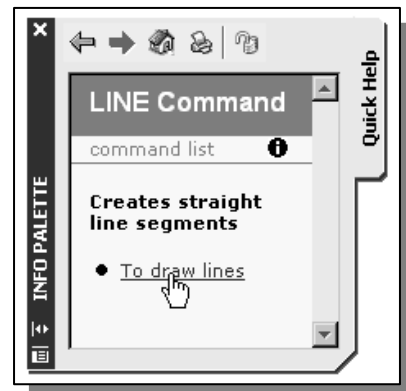 LINE Command
command list
Creates straight
line segments
• To draw lines
Quick Help
INFO PALETTE